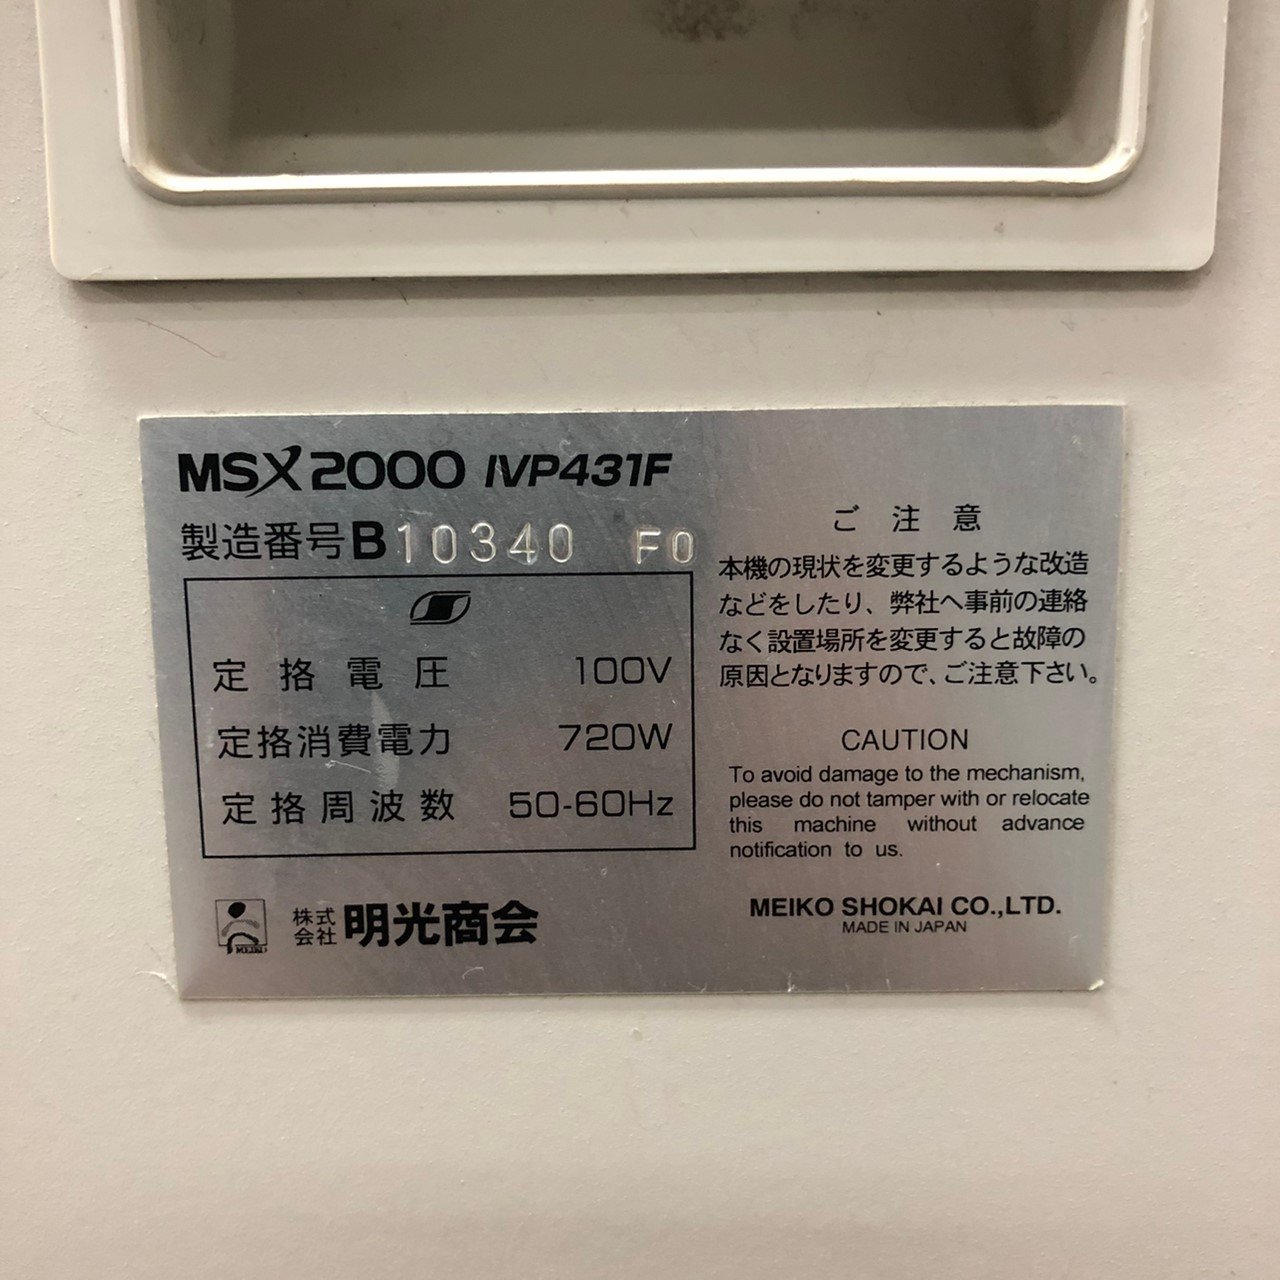 MSX2000 IVP431F
製造番号B10340 F0
定格電圧 100V
定格消費電力 720W
定格周波数 50-60Hz
MEIKO
株式会社 明光商会
ご注意
本機の現状を変更するような改造
などをしたり、弊社へ事前の連絡
なく設置場所を変更すると故障の
原因となりますので、ご注意下さい。
CAUTION
To avoid damage to the mechanism,
please do not tamper with or relocate
this machine without advance
notification to us.
MEIKO SHOKAI CO.,LTD.
MADE IN JAPAN